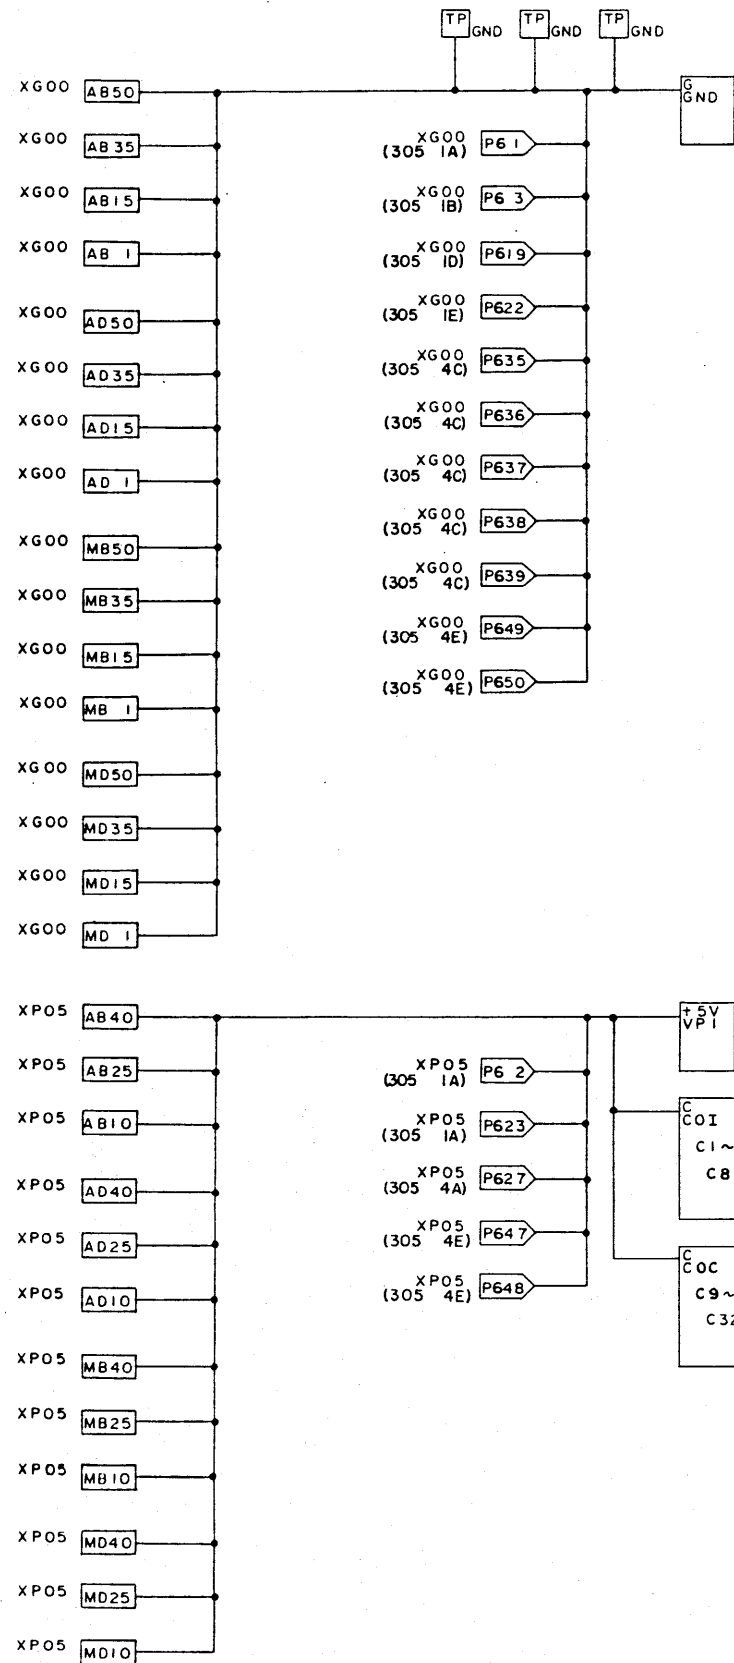 TP GND TP GND TP GND
XG00 AB50
G
GND
XG00 AB35
XG00 AB15
XG00 AB 1
XG00 AD50
XG00 AD35
XG00 AD15
XG00 AD 1
XG00 MB50
XG00 MB35
XG00 MB15
XG00 MB 1
XG00 MD50
XG00 MD35
XG00 MD15
XG00 MD 1
XG00
(305 1A) P6 1
XG00
(305 1B) P6 3
XG00
(305 1D) P619
XG00
(305 1E) P622
XG00
(305 4C) P635
XG00
(305 4C) P636
XG00
(305 4C) P637
XG00
(305 4C) P638
XG00
(305 4C) P639
XG00
(305 4E) P649
XG00
(305 4E) P650
XP05 AB40
XP05 AB25
XP05 AB10
XP05 AD40
XP05 AD25
XP05 AD10
XP05 MB40
XP05 MB25
XP05 MB10
XP05 MD40
XP05 MD25
XP05 MD10
XP05
(305 1A) P6 2
XP05
(305 1A) P623
XP05
(305 4A) P627
XP05
(305 4E) P647
XP05
(305 4E) P648
+5V
VP1
C
COI
C1~
C8
C
COC
C9~
C32